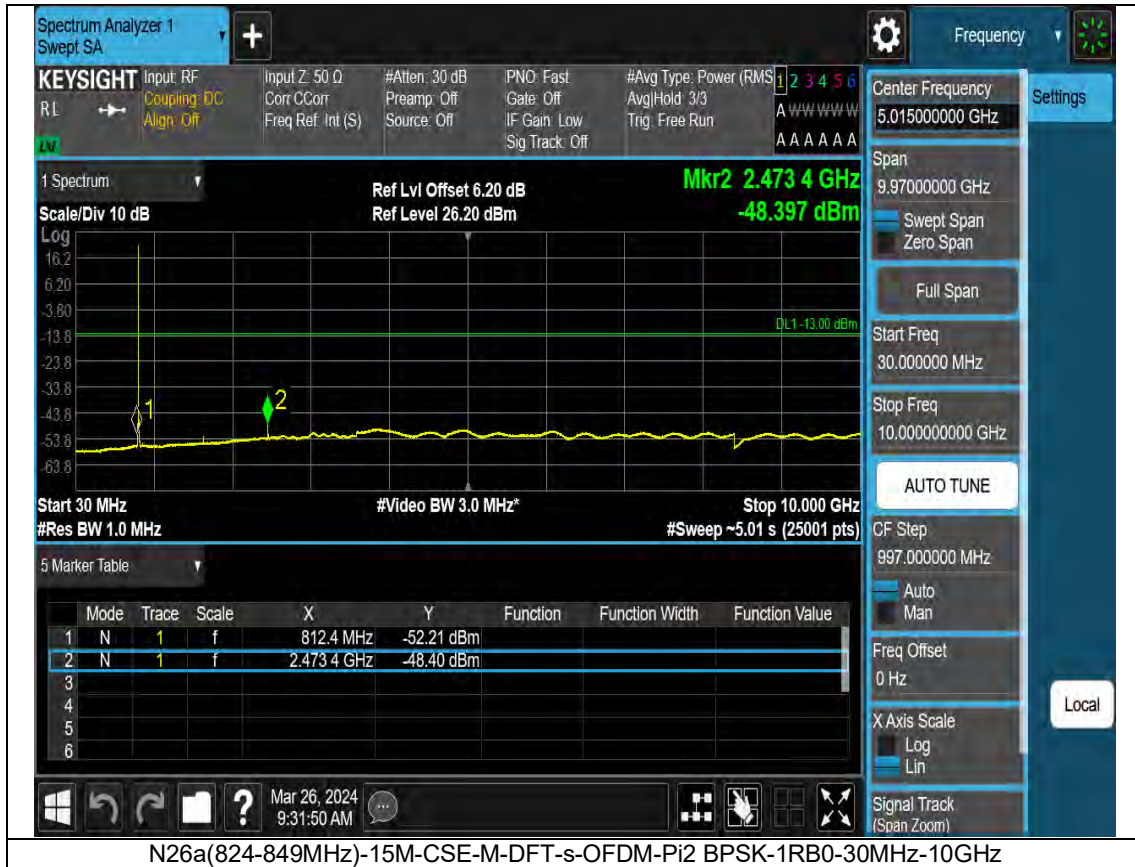 Spectrum Analyzer 1
Swept SA
+
Frequency
KEYSIGHT
RL
LNI
Input: RF
Coupling: DC
Align: Off
Input Z: 50 Ω
Corr CCorr
Freq Ref: Int (S)
#Atten: 30 dB
Preamp: Off
Source: Off
PNO: Fast
Gate: Off
IF Gain: Low
Sig Track: Off
#Avg Type: Power (RMS
Avg|Hold: 3/3
Trig: Free Run
1 2 3 4 5 6
A W W W W W
A A A A A A
1 Spectrum
Scale/Div 10 dB
Ref Lvl Offset 6.20 dB
Ref Level 26.20 dBm
Mkr2 2.473 4 GHz
-48.397 dBm
Log
16.2
6.20
-3.80
-13.8
-23.8
-33.8
-43.8
-53.8
-63.8
DL1 -13.00 dBm
1
2
Start 30 MHz
#Res BW 1.0 MHz
#Video BW 3.0 MHz*
Stop 10.000 GHz
#Sweep ~5.01 s (25001 pts)
5 Marker Table
Mode Trace Scale X Y Function Function Width Function Value
1 N 1 f 812.4 MHz -52.21 dBm
2 N 1 f 2.473 4 GHz -48.40 dBm
3
4
5
6
Center Frequency
5.015000000 GHz
Settings
Span
9.97000000 GHz
Swept Span
Zero Span
Full Span
Start Freq
30.000000 MHz
Stop Freq
10.000000000 GHz
AUTO TUNE
CF Step
997.000000 MHz
Auto
Man
Freq Offset
0 Hz
X Axis Scale
Log
Lin
Signal Track
(Span Zoom)
Local
?
Mar 26, 2024
9:31:50 AM
N26a(824-849MHz)-15M-CSE-M-DFT-s-OFDM-Pi2 BPSK-1RB0-30MHz-10GHz